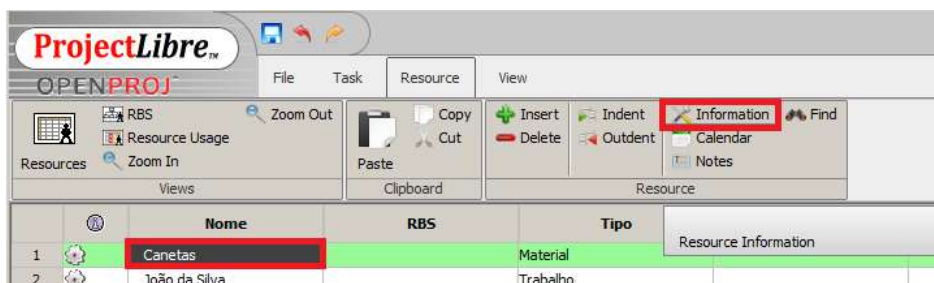 ProjectLibre™
OPENPROJ
File Task Resource View
RBS Zoom Out Copy Insert Indent Information Find
Resource Usage Cut Delete Outdent Calendar
Resources Zoom In Paste Notes
Views Clipboard Resource
Nome RBS Tipo
Resource Information
1 Canetas Material
2 João da Silva Trabalho